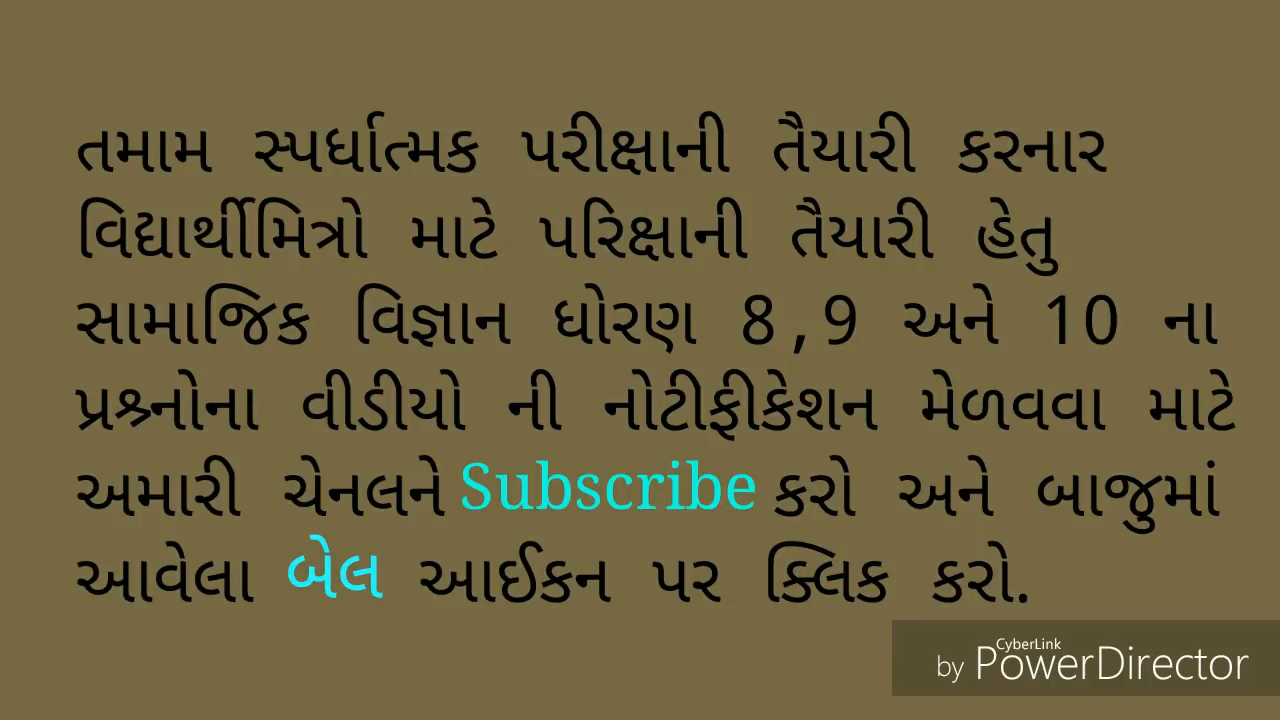 તમામ સ્પર્ધાત્મક પરીક્ષાની તૈયારી કરનાર
વિદ્યાર્થીમિત્રો માટે પરિક્ષાની તૈયારી હેતુ
સામાજિક વિજ્ઞાન ધોરણ 8,9 અને 10 ના
પ્રશ્ર્નોના વીડીયો ની નોટીફીકેશન મેળવવા માટે
અમારી ચેનલને Subscribe કરો અને બાજુમાં
આવેલા બેલ આઈકન પર ક્લિક કરો.
by CyberLink PowerDirector